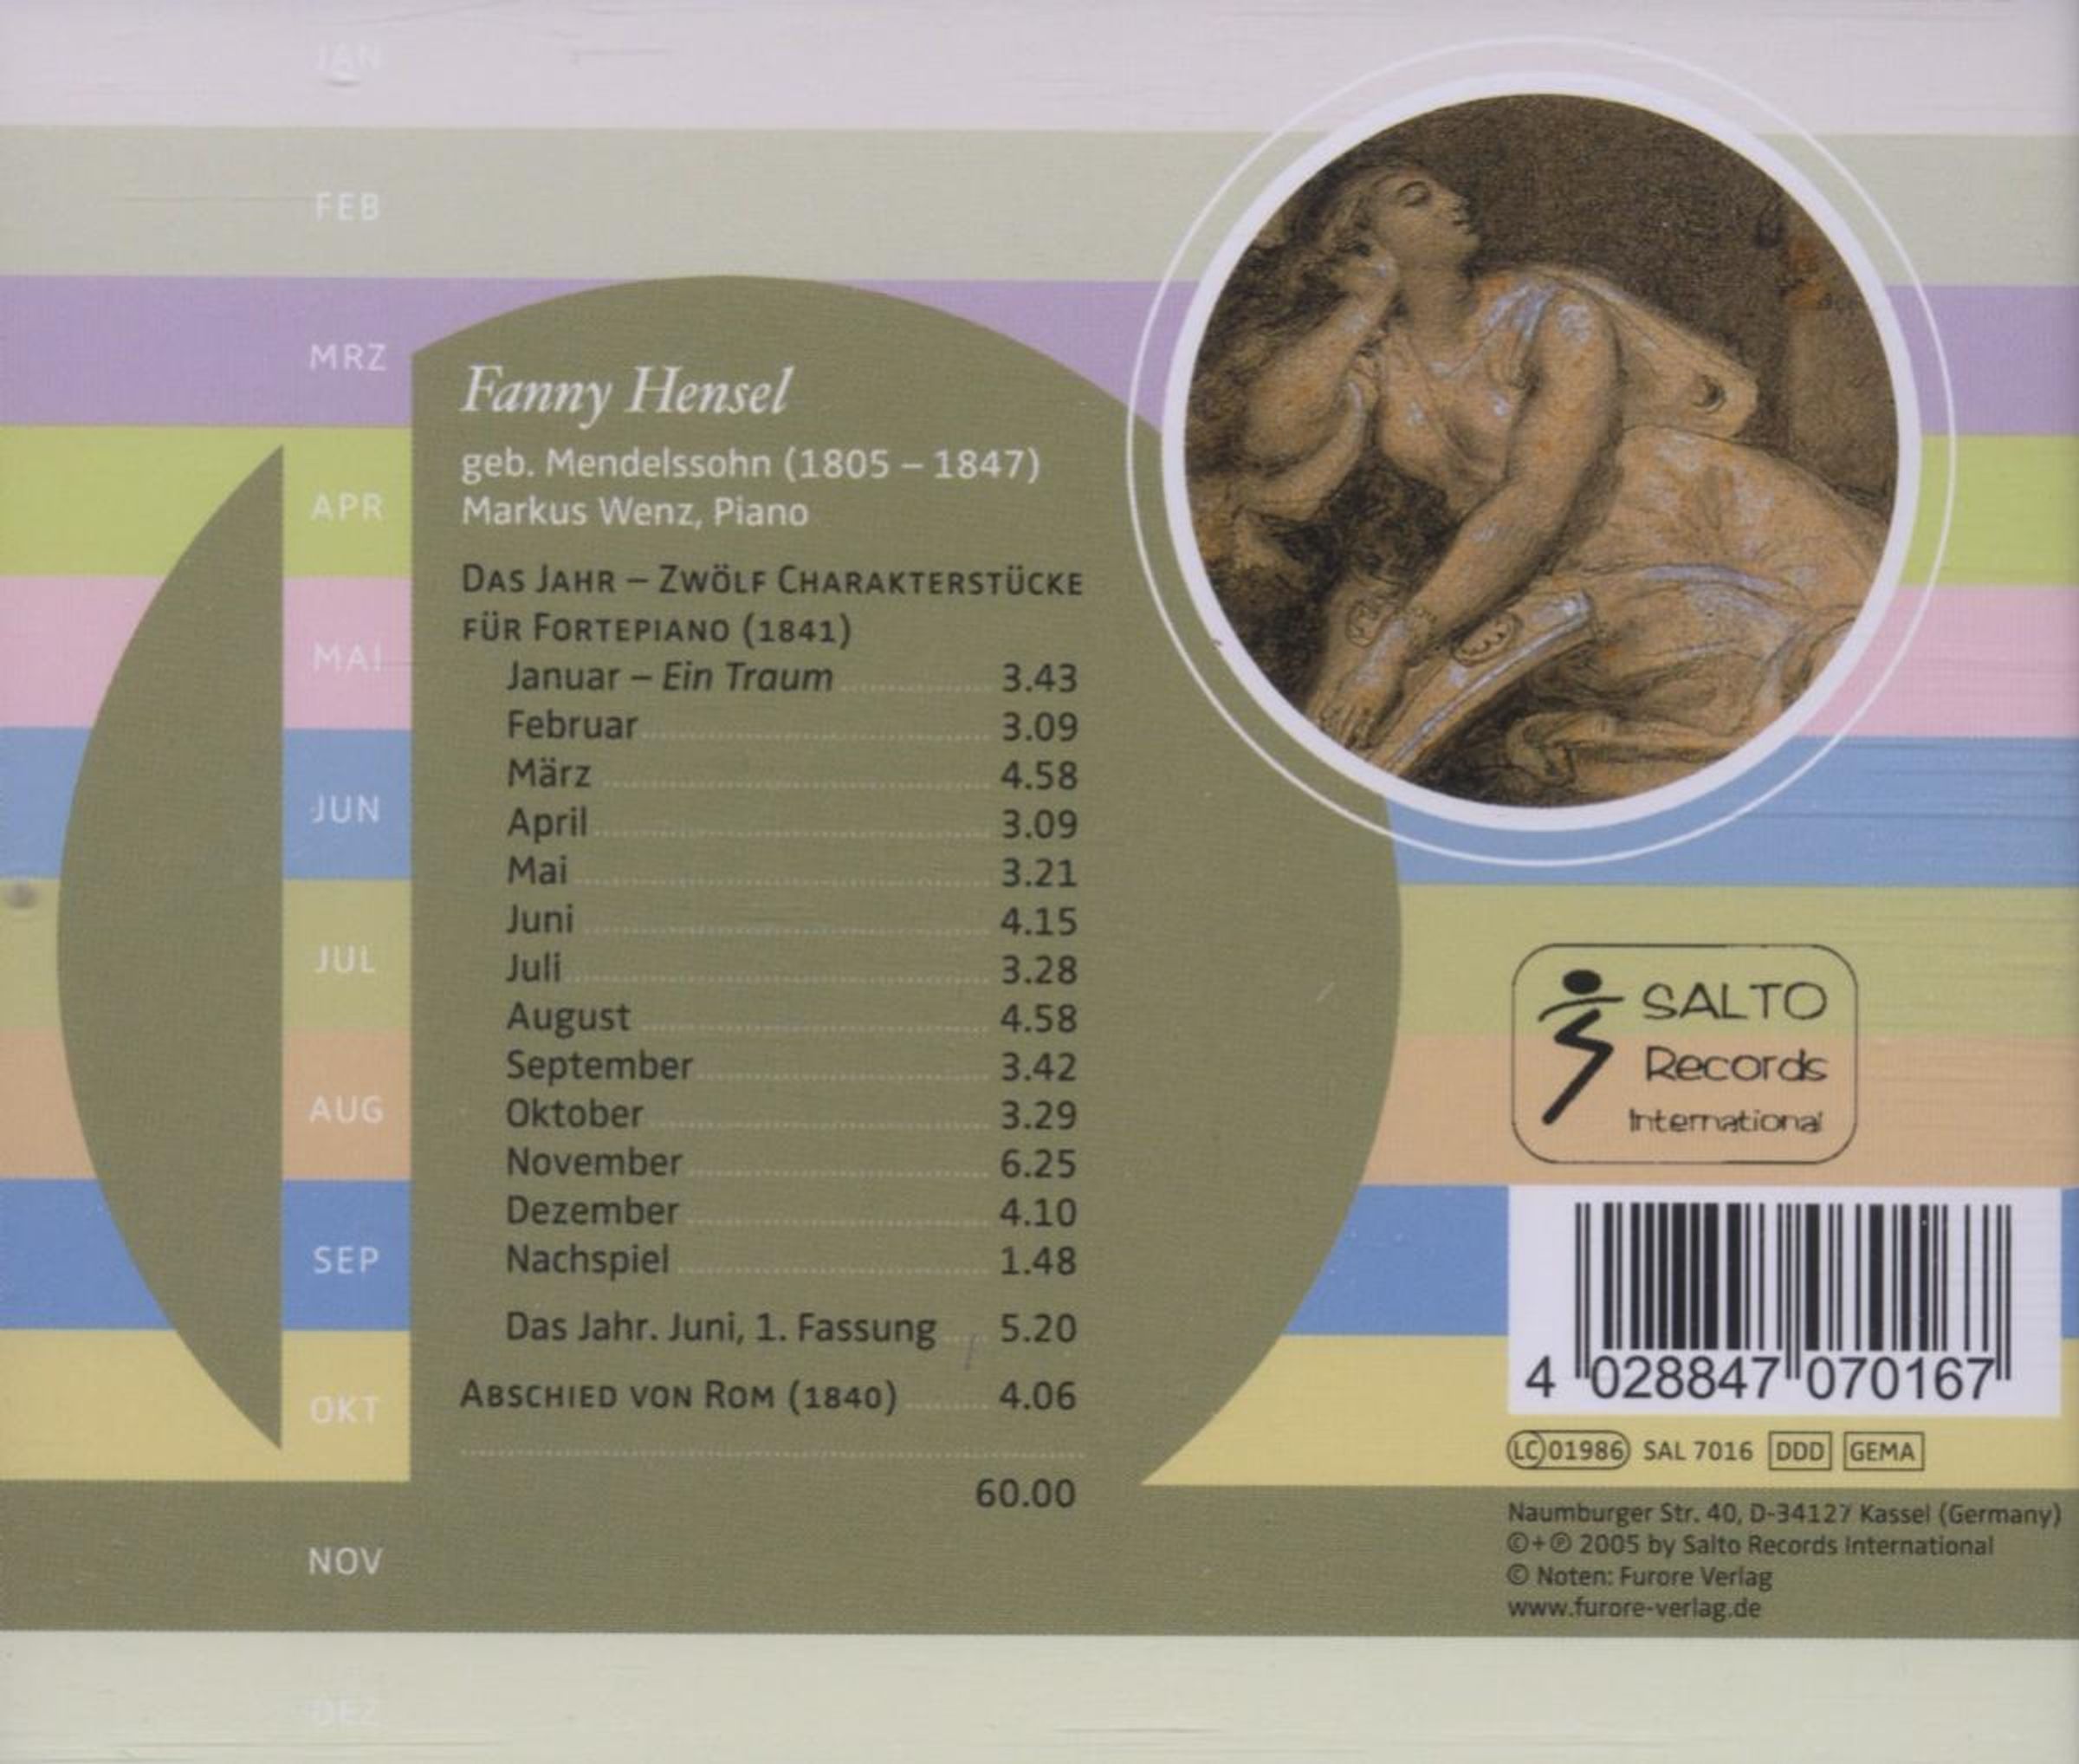 JAN
FEB
MRZ
APR
MAI
JUN
JUL
AUG
SEP
OKT
NOV
DEZ
Fanny Hensel
geb. Mendelssohn (1805 – 1847)
Markus Wenz, Piano
DAS JAHR – ZWÖLF CHARAKTERSTÜCKE
FÜR FORTEPIANO (1841)
Januar – Ein Traum 3.43
Februar 3.09
März 4.58
April 3.09
Mai 3.21
Juni 4.15
Juli 3.28
August 4.58
September 3.42
Oktober 3.29
November 6.25
Dezember 4.10
Nachspiel 1.48
Das Jahr. Juni, 1. Fassung 5.20
ABSCHIED VON ROM (1840) 4.06
60.00
SALTO
Records
International
4 028847 070167
LC 01986 SAL 7016 DDD GEMA
Naumburger Str. 40, D-34127 Kassel (Germany)
©+℗ 2005 by Salto Records International
© Noten: Furore Verlag
www.furore-verlag.de